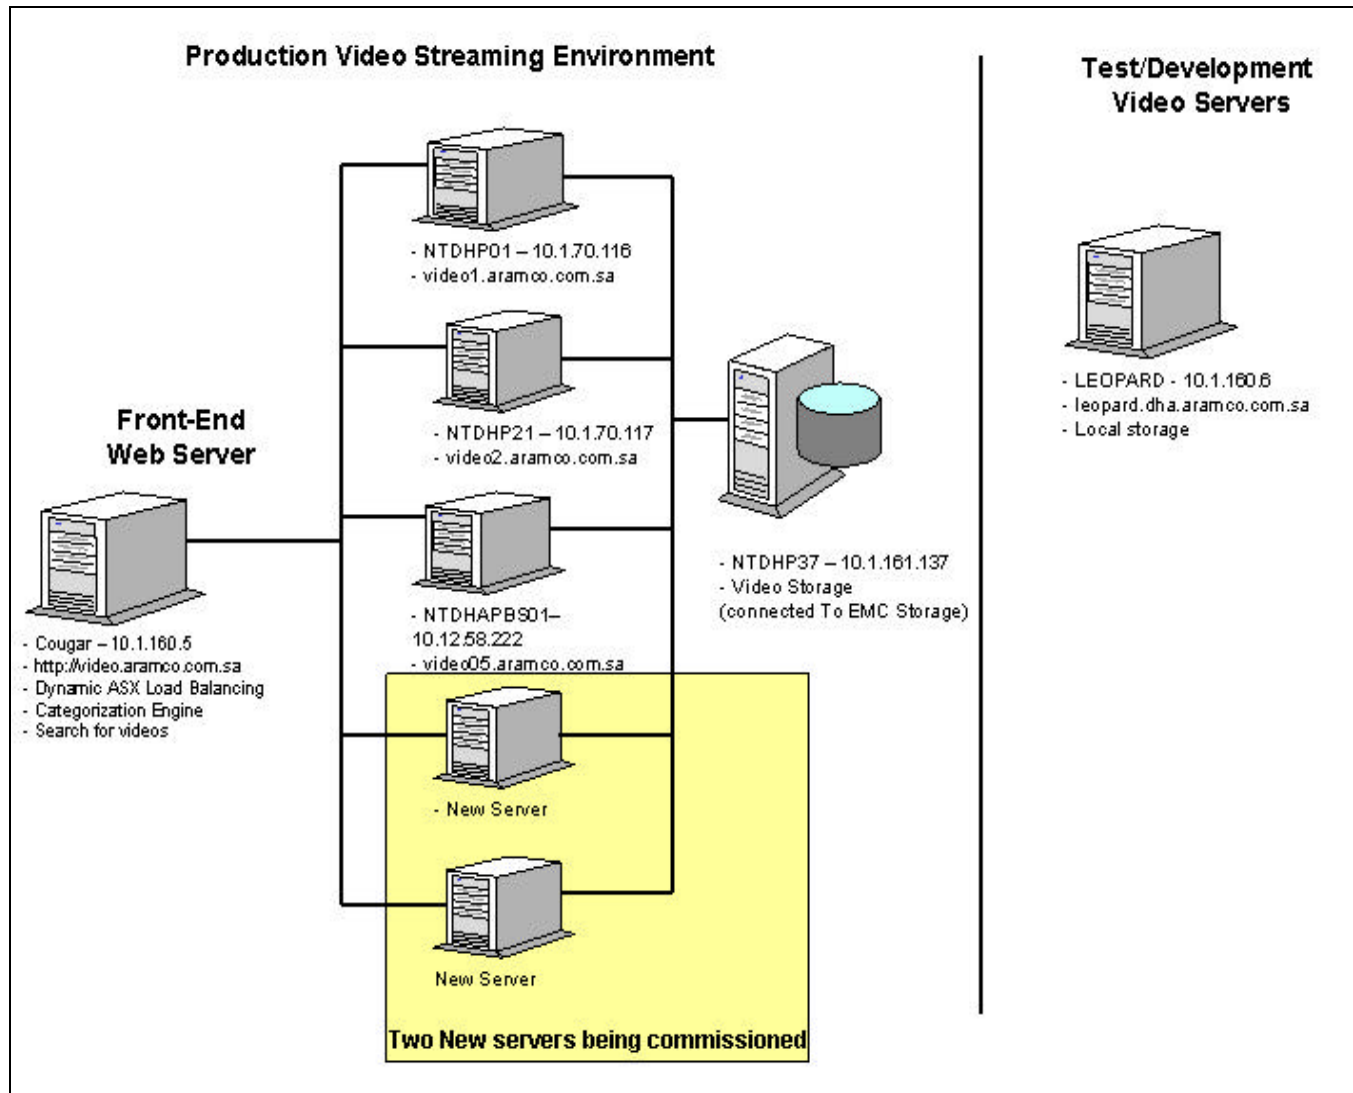 Production Video Streaming Environment
Test/Development
Video Servers
- NTDHP01 – 10.1.70.116
- video1.aramco.com.sa
- NTDHP21 – 10.1.70.117
- video2.aramco.com.sa
Front-End
Web Server
- Cougar – 10.1.160.5
- http://video.aramco.com.sa
- Dynamic ASX Load Balancing
- Categorization Engine
- Search for videos
- NTDHAPBS01–
10.12.58.222
- video05.aramco.com.sa
- New Server
New Server
Two New servers being commissioned
- NTDHP37 – 10.1.161.137
- Video Storage
(connected To EMC Storage)
- LEOPARD - 10.1.160.6
- leopard.dha.aramco.com.sa
- Local storage